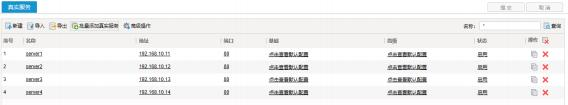 真实服务
提交 取消
新建 导入 导出 批量添加真实服务 高级操作 名称: * 查询
序号 名称 地址 端口 基础 高级 状态 操作
1 server1 192.168.10.11 80 点击查看默认配置 点击查看默认配置 启用
2 server2 192.168.10.12 80 点击查看默认配置 点击查看默认配置 启用
3 server3 192.168.10.13 80 点击查看默认配置 点击查看默认配置 启用
4 server4 192.168.10.14 80 点击查看默认配置 点击查看默认配置 启用